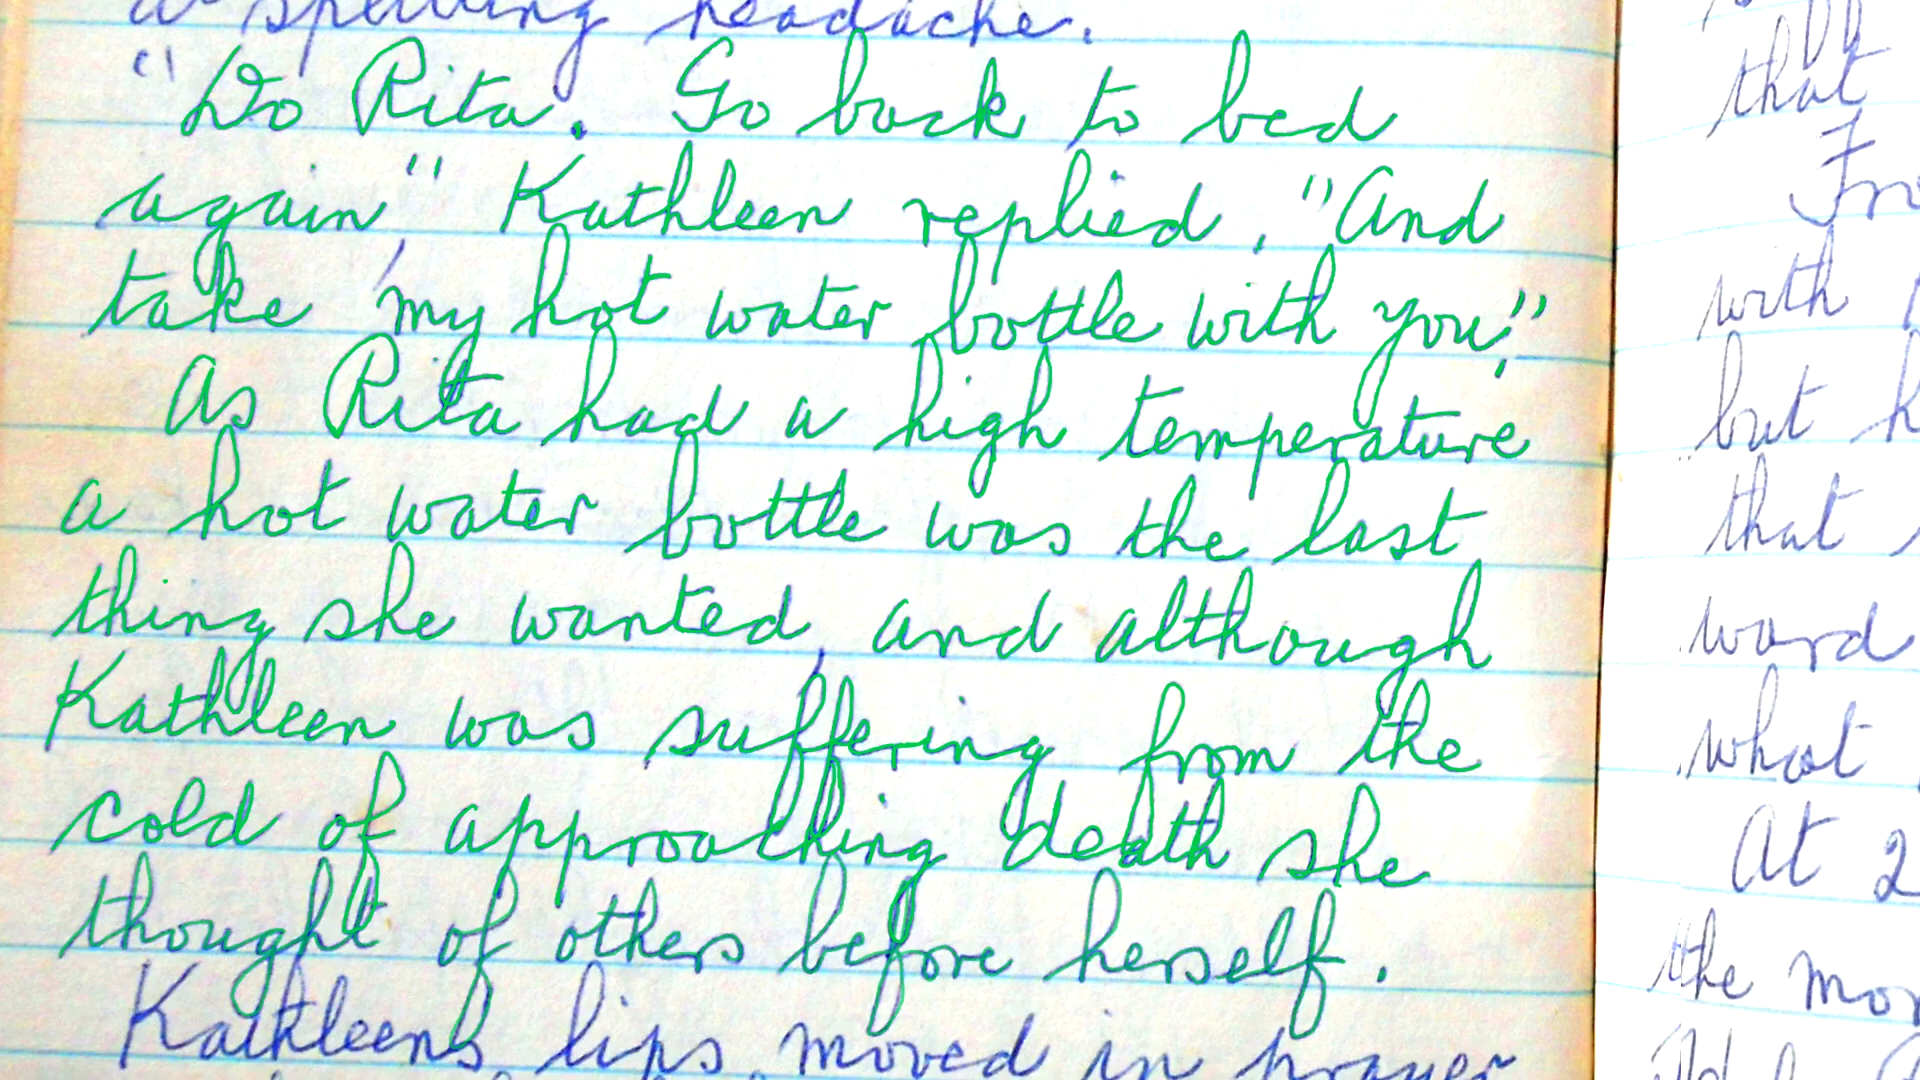 a splitting headache.
"Do Rita. Go back to bed
again," Kathleen replied, "And
take my hot water bottle with you".
As Rita had a high temperature
a hot water bottle was the last
thing she wanted, and although
Kathleen was suffering from the
cold of approaching death she
thought of others before herself.
Kathleens lips moved in prayer
that
with
but
that
word
what
At 2
the